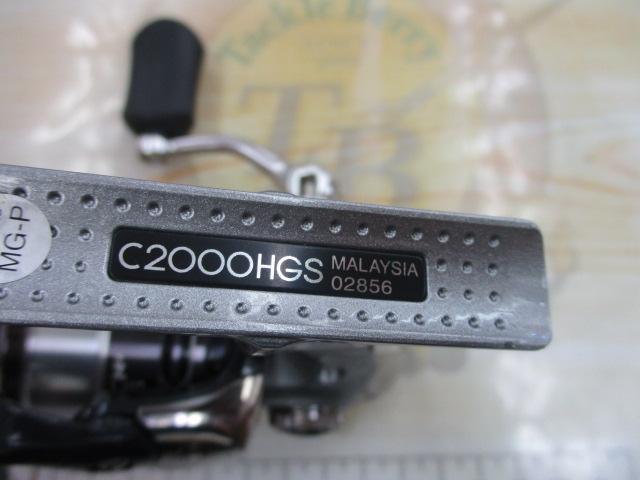 Tackle Berry
TB
MG-P
C2000HGS
MALAYSIA
02856